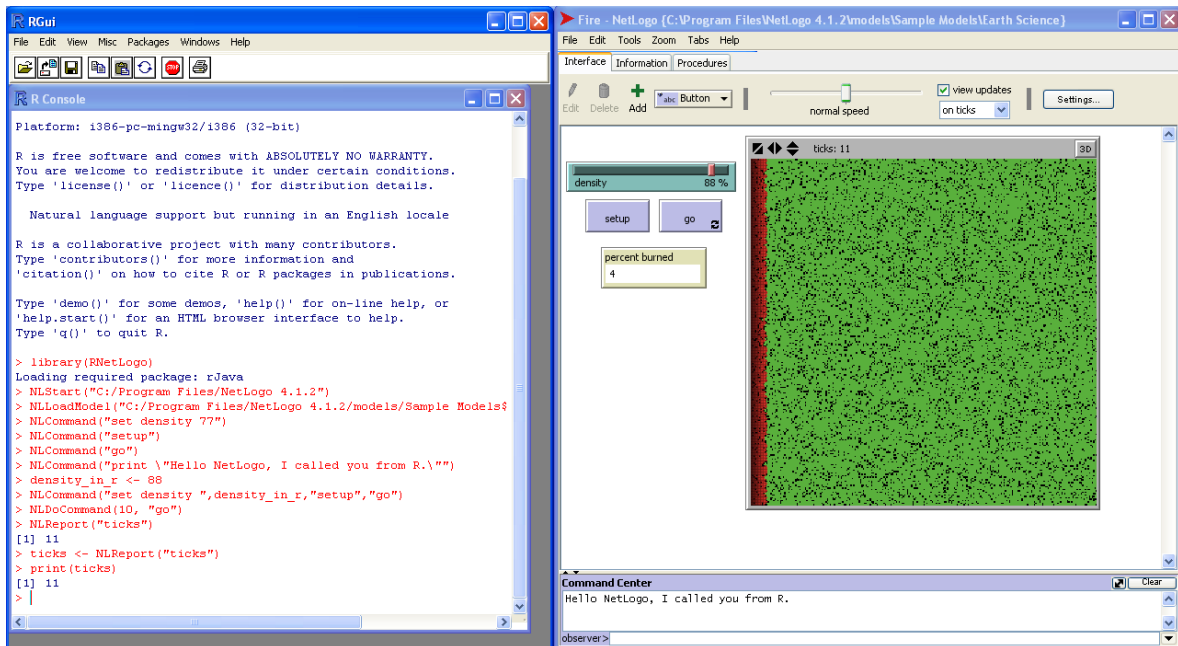 RGui
File Edit View Misc Packages Windows Help
STOP
R Console
Platform: i386-pc-mingw32/i386 (32-bit)
R is free software and comes with ABSOLUTELY NO WARRANTY.
You are welcome to redistribute it under certain conditions.
Type 'license()' or 'licence()' for distribution details.
Natural language support but running in an English locale
R is a collaborative project with many contributors.
Type 'contributors()' for more information and
'citation()' on how to cite R or R packages in publications.
Type 'demo()' for some demos, 'help()' for on-line help, or
'help.start()' for an HTML browser interface to help.
Type 'q()' to quit R.
> library(RNetLogo)
Loading required package: rJava
> NLStart("C:/Program Files/NetLogo 4.1.2")
> NLLoadModel("C:/Program Files/NetLogo 4.1.2/models/Sample Models$
> NLCommand("set density 77")
> NLCommand("setup")
> NLCommand("go")
> NLCommand("print \"Hello NetLogo, I called you from R.\"")
> density_in_r <- 88
> NLCommand("set density ",density_in_r,"setup","go")
> NLDoCommand(10, "go")
> NLReport("ticks")
[1] 11
> ticks <- NLReport("ticks")
> print(ticks)
[1] 11
>
Fire - NetLogo {C:\Program Files\NetLogo 4.1.2\models\Sample Models\Earth Science}
File Edit Tools Zoom Tabs Help
Interface Information Procedures
Edit Delete Add abc Button normal speed view updates on ticks Settings...
ticks: 11 3D
density 88 %
setup go
percent burned
4
Command Center Clear
Hello NetLogo, I called you from R.
observer>